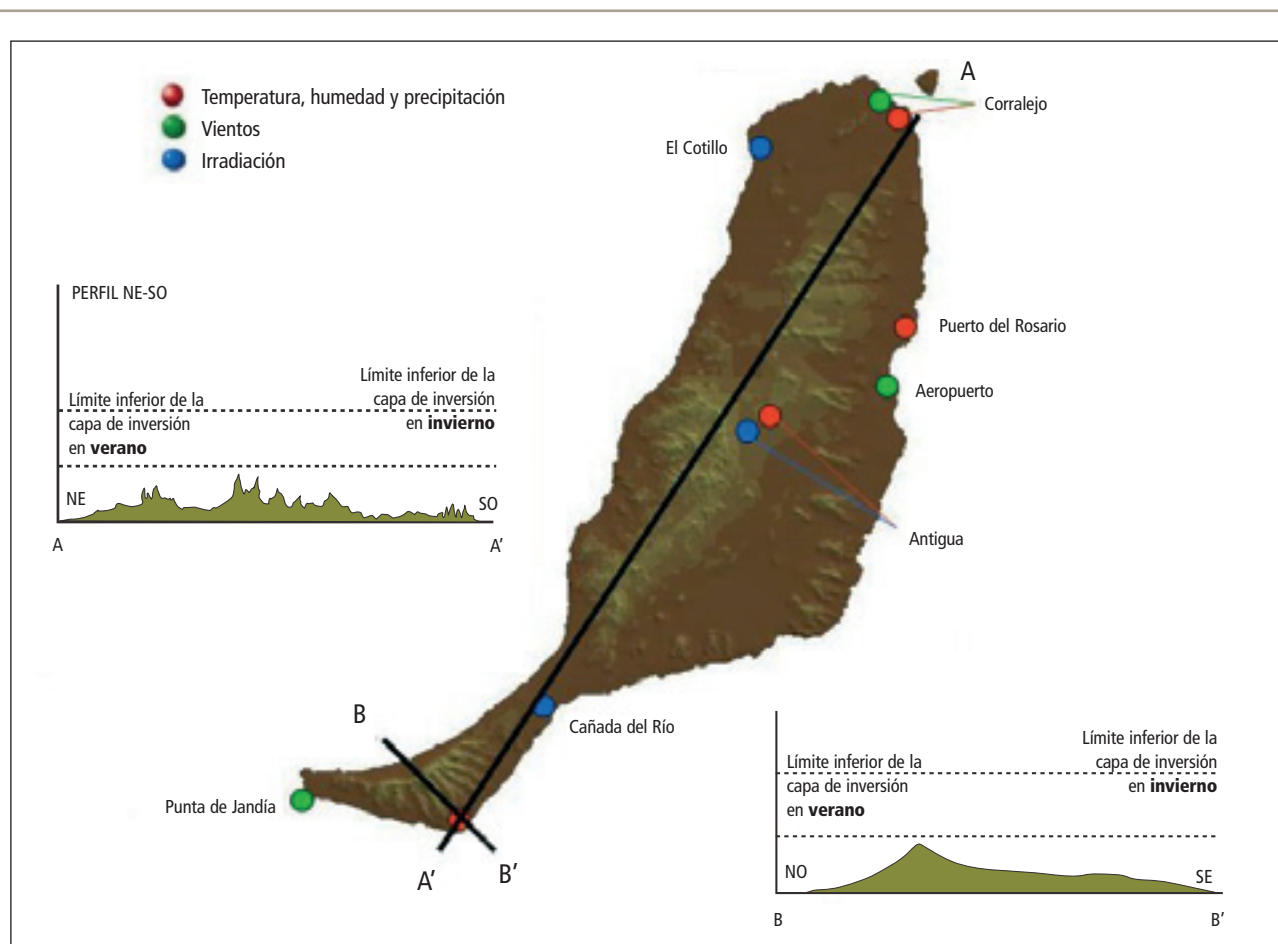 Temperatura, humedad y precipitación
Vientos
Irradiación
A
Corralejo
El Cotillo
Puerto del Rosario
Aeropuerto
Antigua
Cañada del Río
Punta de Jandía
B
A'
B'
PERFIL NE-SO
Límite inferior de la
capa de inversión
en verano
Límite inferior de la
capa de inversión
en invierno
NE
SO
A
A'
Límite inferior de la
capa de inversión
en verano
Límite inferior de la
capa de inversión
en invierno
NO
SE
B
B'